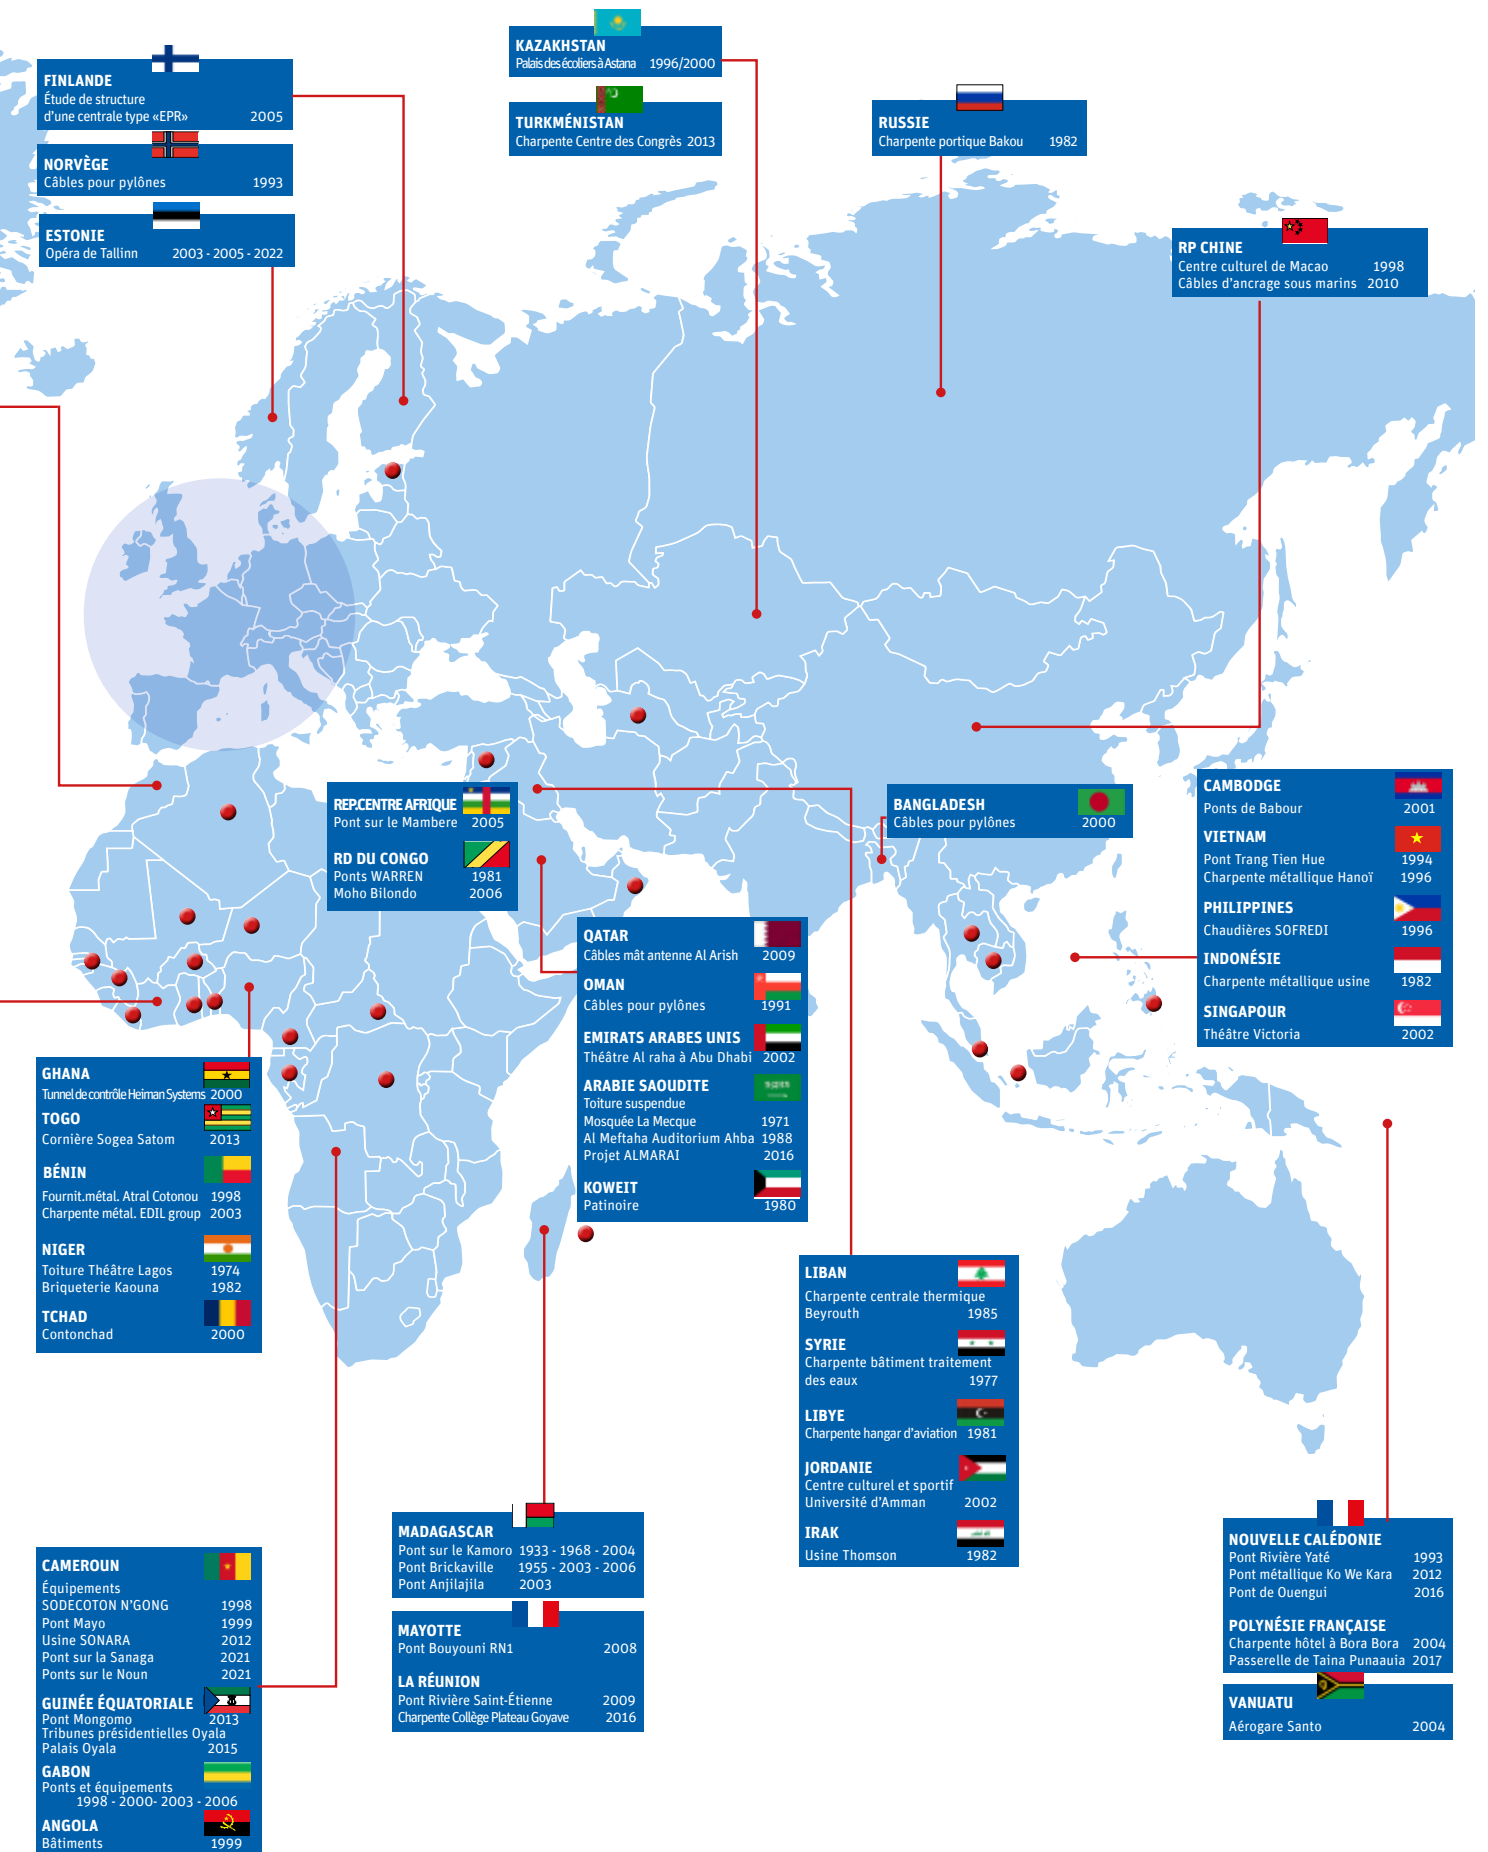 FINLANDE
Étude de structure
d'une centrale type «EPR» 2005
NORVÈGE
Câbles pour pylônes 1993
ESTONIE
Opéra de Tallinn 2003 - 2005 - 2022
KAZAKHSTAN
Palais des écoliers à Astana 1996/2000
TURKMÉNISTAN
Charpente Centre des Congrès 2013
RUSSIE
Charpente portique Bakou 1982
RP CHINE
Centre culturel de Macao 1998
Câbles d'ancrage sous marins 2010
REP.CENTRE AFRIQUE
Pont sur le Mambere 2005
RD DU CONGO
Ponts WARREN 1981
Moho Bilondo 2006
BANGLADESH
Câbles pour pylônes 2000
CAMBODGE
Ponts de Babour 2001
VIETNAM
Pont Trang Tien Hue 1994
Charpente métallique Hanoï 1996
PHILIPPINES
Chaudières SOFREDI 1996
INDONÉSIE
Charpente métallique usine 1982
SINGAPOUR
Théâtre Victoria 2002
QATAR
Câbles mât antenne Al Arish 2009
OMAN
Câbles pour pylônes 1991
EMIRATS ARABES UNIS
Théâtre Al raha à Abu Dhabi 2002
ARABIE SAOUDITE
Toiture suspendue
Mosquée La Mecque 1971
Al Meftaha Auditorium Ahba 1988
Projet ALMARAI 2016
KOWEIT
Patinoire 1980
GHANA
Tunnel de contrôle Heiman Systems 2000
TOGO
Cornière Sogea Satom 2013
BÉNIN
Fournit.métal. Atral Cotonou 1998
Charpente métal. EDIL group 2003
NIGER
Toiture Théâtre Lagos 1974
Briqueterie Kaouna 1982
TCHAD
Contonchad 2000
LIBAN
Charpente centrale thermique
Beyrouth 1985
SYRIE
Charpente bâtiment traitement
des eaux 1977
LIBYE
Charpente hangar d'aviation 1981
JORDANIE
Centre culturel et sportif
Université d'Amman 2002
IRAK
Usine Thomson 1982
MADAGASCAR
Pont sur le Kamoro 1933 - 1968 - 2004
Pont Brickaville 1955 - 2003 - 2006
Pont Anjilajila 2003
MAYOTTE
Pont Bouyouni RN1 2008
LA RÉUNION
Pont Rivière Saint-Étienne 2009
Charpente Collège Plateau Goyave 2016
NOUVELLE CALÉDONIE
Pont Rivière Yaté 1993
Pont métallique Ko We Kara 2012
Pont de Ouengui 2016
POLYNÉSIE FRANÇAISE
Charpente hôtel à Bora Bora 2004
Passerelle de Taina Punaauia 2017
VANUATU
Aérogare Santo 2004
CAMEROUN
Équipements
SODECOTON N'GONG 1998
Pont Mayo 1999
Usine SONARA 2012
Pont sur la Sanaga 2021
Ponts sur le Noun 2021
GUINÉE ÉQUATORIALE
Pont Mongomo 2013
Tribunes présidentielles Oyala
Palais Oyala 2015
GABON
Ponts et équipements
1998 - 2000- 2003 - 2006
ANGOLA
Bâtiments 1999